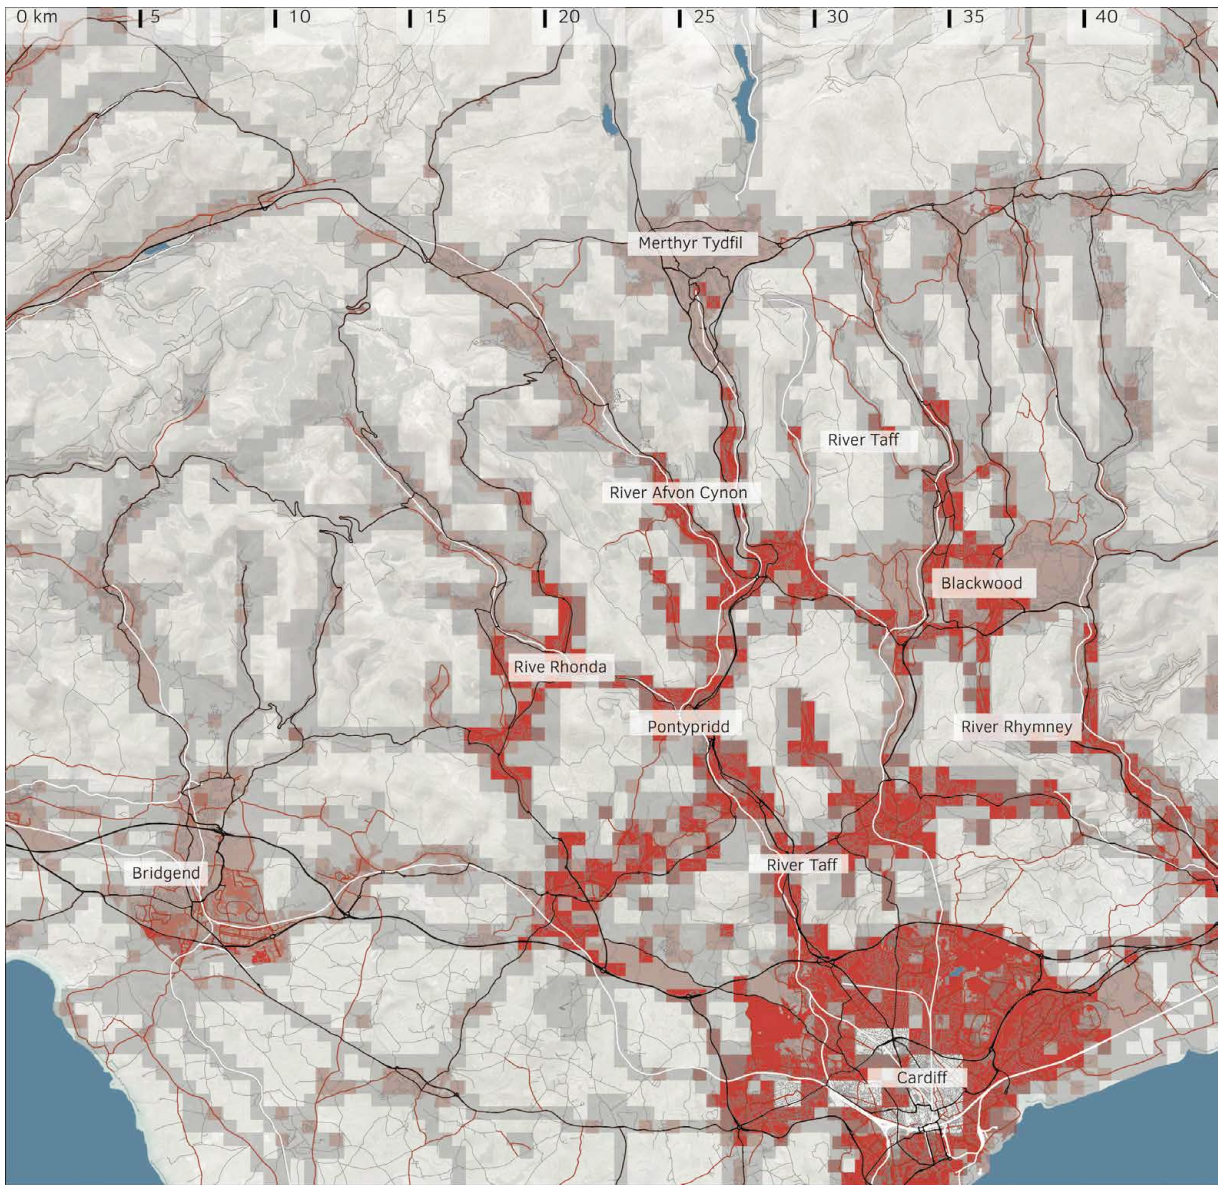 0 km 5 10 15 20 25 30 35 40
Merthyr Tydfil
River Taff
River Afvon Cynon
Blackwood
Rive Rhonda
Pontypridd
River Rhymney
River Taff
Bridgend
Cardiff